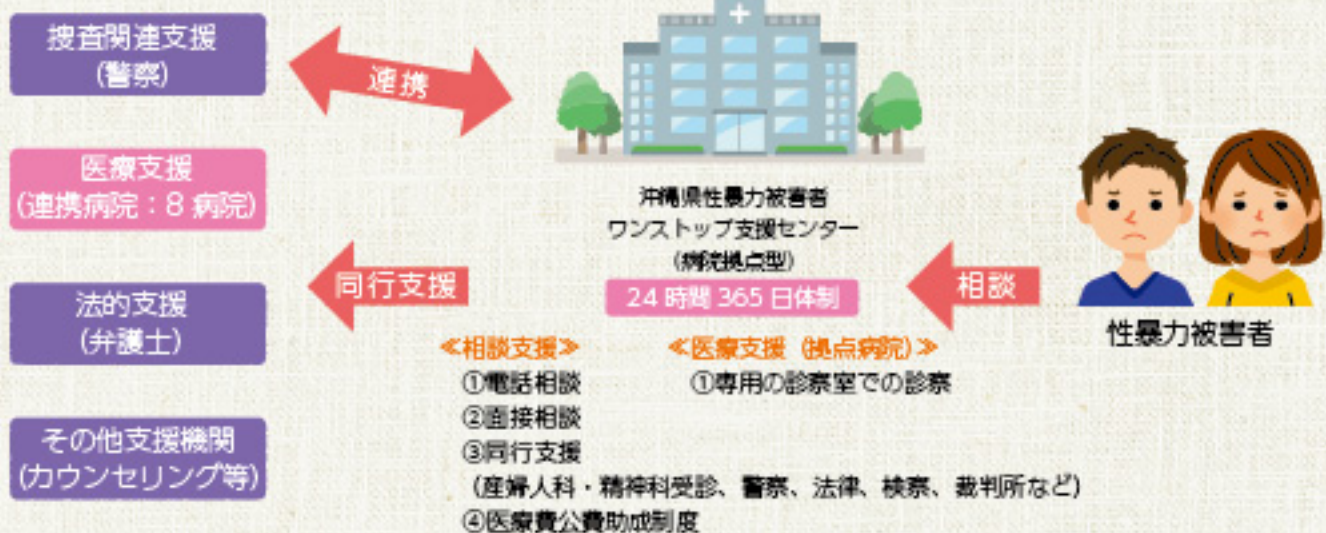 捜査関連支援
(警察)
連携
医療支援
(連携病院：8 病院)
同行支援
法的支援
(弁護士)
その他支援機関
(カウンセリング等)
沖縄県性暴力被害者
ワンストップ支援センター
(病院拠点型)
24 時間 365 日体制
相談
性暴力被害者
≪相談支援≫
①電話相談
②面接相談
③同行支援
(産婦人科・精神科受診、警察、法律、検察、裁判所など)
④医療費公費助成制度
≪医療支援（拠点病院）≫
①専用の診察室での診察